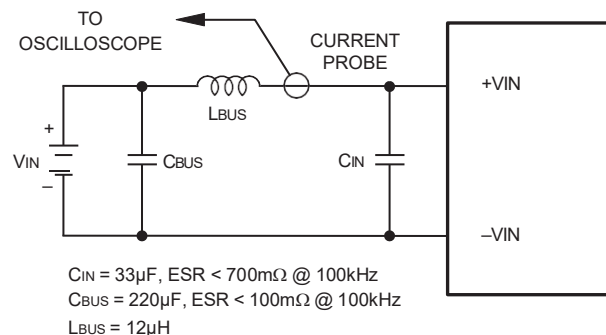 TO
OSCILLOSCOPE
CURRENT
PROBE
+VIN
LBUS
+
VIN
–
CBUS
CIN
–VIN
CIN = 33µF, ESR < 700mΩ @ 100kHz
CBUS = 220µF, ESR < 100mΩ @ 100kHz
LBUS = 12µH